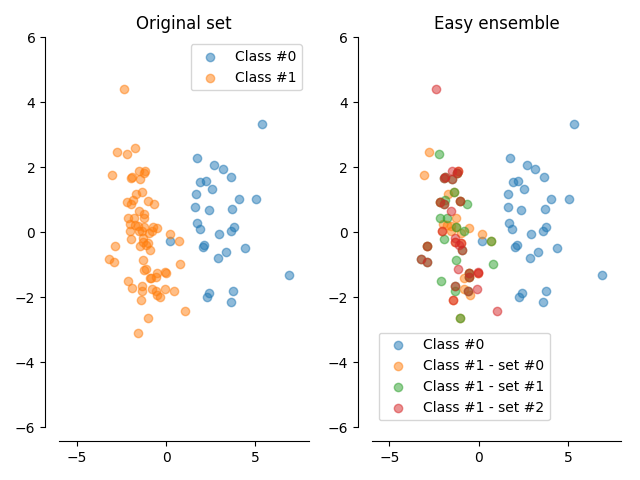 Original set
Easy ensemble
Class #0
Class #1
6
4
2
0
−2
−4
−6
−5
0
5
6
4
2
0
−2
−4
−6
−5
0
5
Class #0
Class #1 - set #0
Class #1 - set #1
Class #1 - set #2